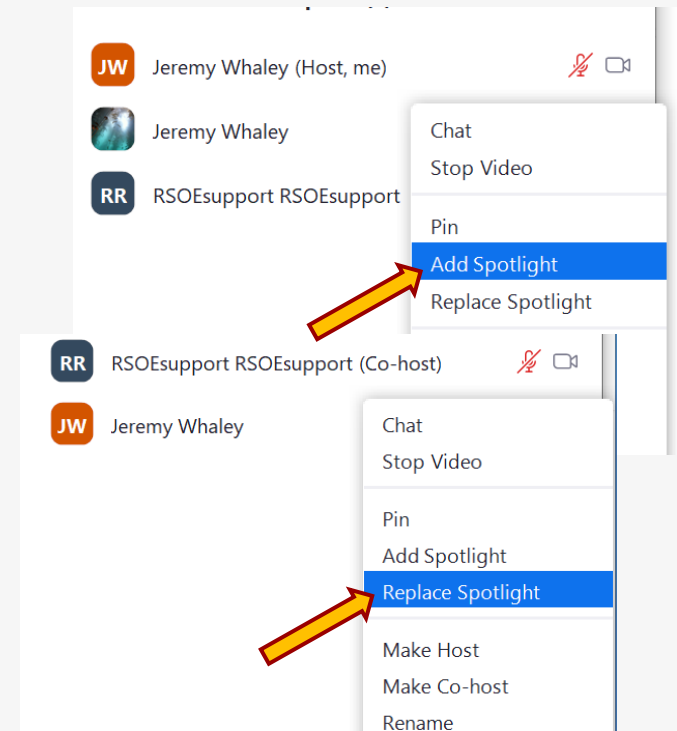 JW Jeremy Whaley (Host, me)
Jeremy Whaley
RR RSOEsupport RSOEsupport
Chat
Stop Video
Pin
Add Spotlight
Replace Spotlight
RR RSOEsupport RSOEsupport (Co-host)
JW Jeremy Whaley
Chat
Stop Video
Pin
Add Spotlight
Replace Spotlight
Make Host
Make Co-host
Rename